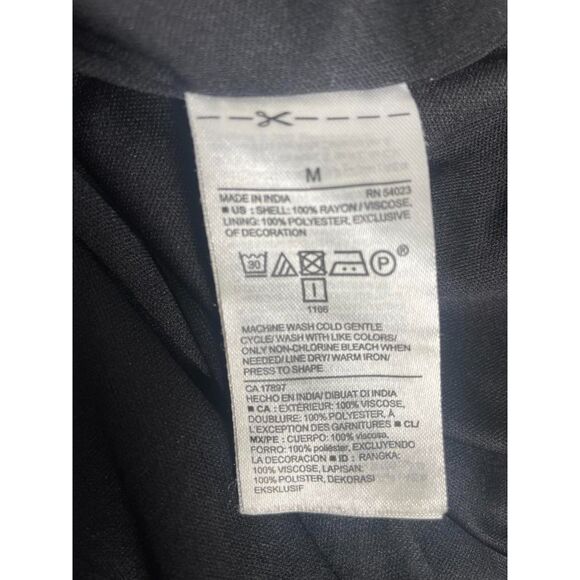 M
MADE IN INDIA RN 54023
■ US : SHELL: 100% RAYON / VISCOSE,
LINING: 100% POLYESTER, EXCLUSIVE
OF DECORATION
30 P ®
I
1106
MACHINE WASH COLD GENTLE
CYCLE/ WASH WITH LIKE COLORS/
ONLY NON-CHLORINE BLEACH WHEN
NEEDED/ LINE DRY/ WARM IRON/
PRESS TO SHAPE
CA 17897
HECHO EN INDIA/ DIBUAT DI INDIA
■ CA : EXTÉRIEUR: 100% VISCOSE,
DOUBLURE: 100% POLYESTER, À
L'EXCEPTION DES GARNITURES ■ CL/
MX/PE : CUERPO: 100% viscosa,
FORRO: 100% poliéster, EXCLUYENDO
LA DECORACION ■ ID : RANGKA:
100% VISCOSE, LAPISAN:
100% POLISTER, DEKORASI
EKSKLUSIF